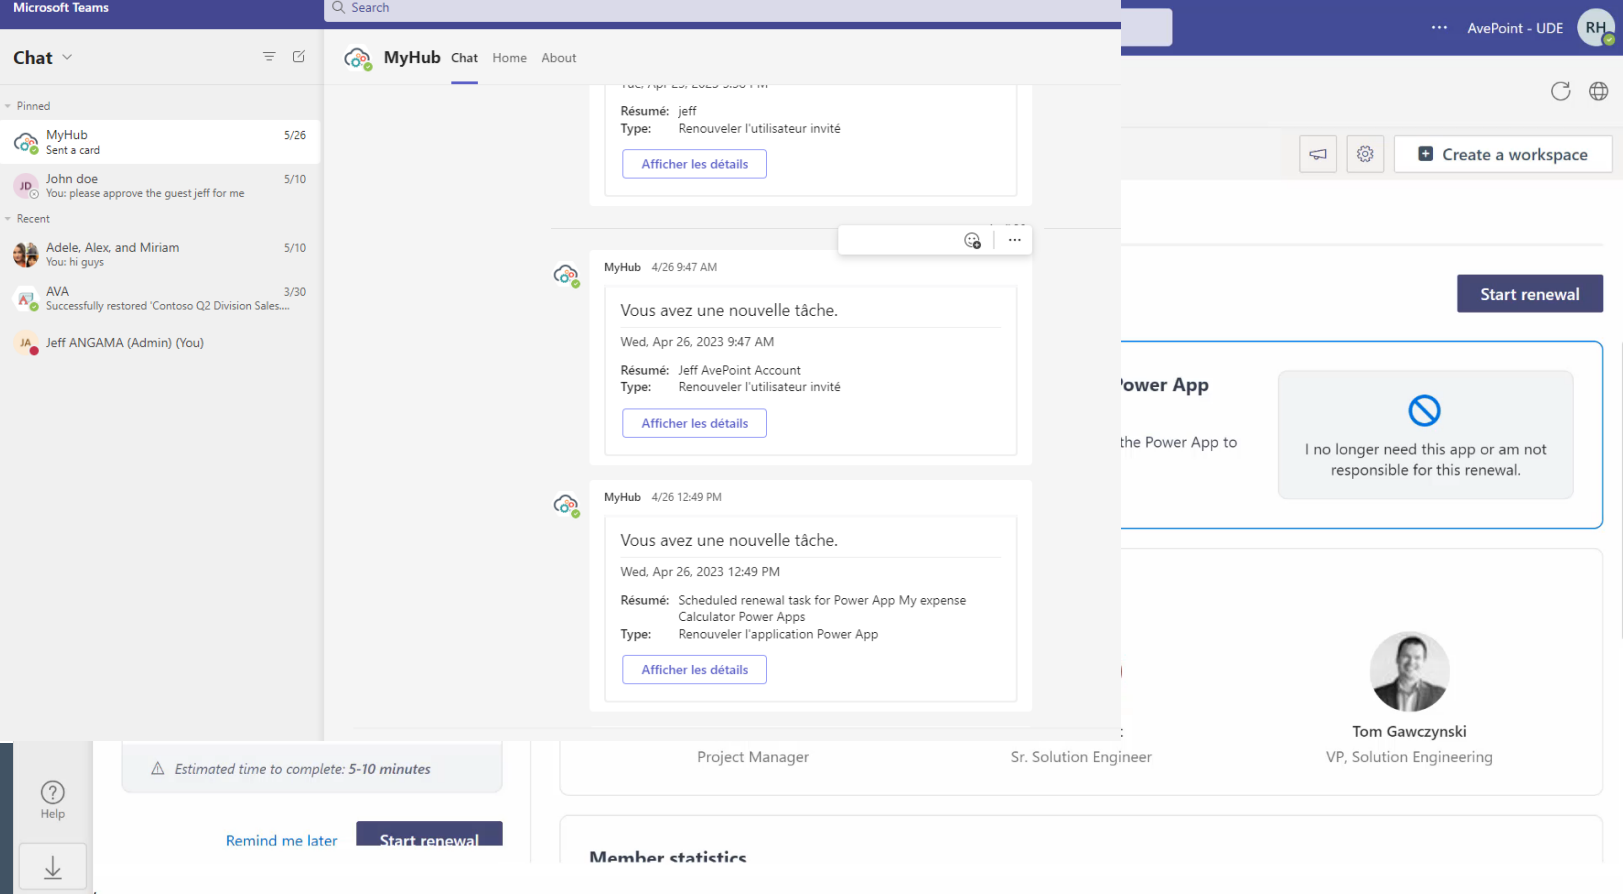 Microsoft Teams
Search
AvePoint - UDE
RH
Chat
MyHub
Chat
Home
About
Pinned
MyHub
5/26
Sent a card
JD
John doe
5/10
You: please approve the guest jeff for me
Recent
Adele, Alex, and Miriam
5/10
You: hi guys
AVA
3/30
Successfully restored 'Contoso Q2 Division Sales....
JA
Jeff ANGAMA (Admin) (You)
Résumé: jeff
Type: Renouveler l'utilisateur invité
Afficher les détails
MyHub 4/26 9:47 AM
Vous avez une nouvelle tâche.
Wed, Apr 26, 2023 9:47 AM
Résumé: Jeff AvePoint Account
Type: Renouveler l'utilisateur invité
Afficher les détails
MyHub 4/26 12:49 PM
Vous avez une nouvelle tâche.
Wed, Apr 26, 2023 12:49 PM
Résumé: Scheduled renewal task for Power App My expense
Calculator Power Apps
Type: Renouveler l'application Power App
Afficher les détails
Create a workspace
Start renewal
Power App
the Power App to
I no longer need this app or am not
responsible for this renewal.
Tom Gawczynski
Project Manager
Sr. Solution Engineer
VP, Solution Engineering
Estimated time to complete: 5-10 minutes
Help
Remind me later
Start renewal
Member statistics